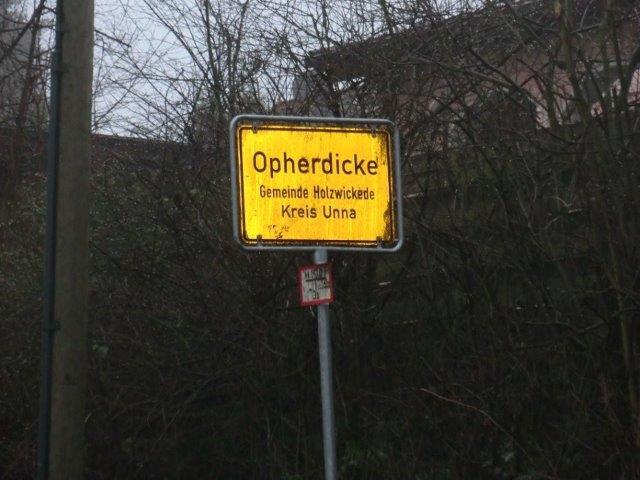 Opherdicke
Gemeinde Holzwickede
Kreis Unna